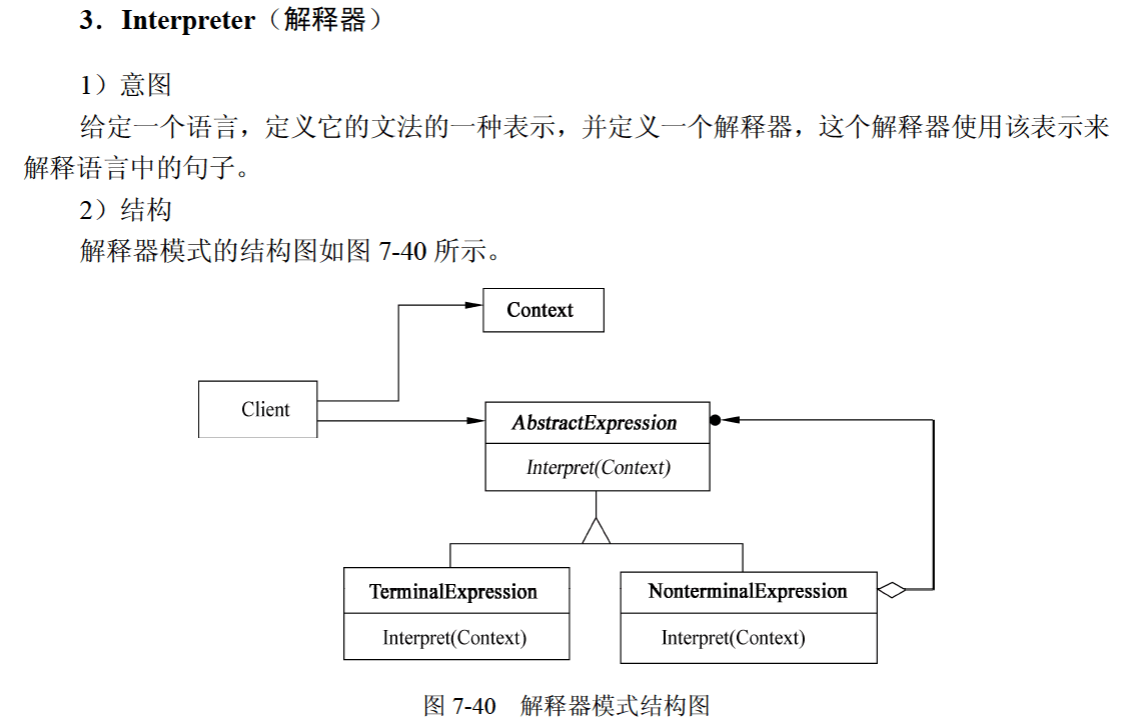 3．Interpreter（解释器）
1）意图
给定一个语言，定义它的文法的一种表示，并定义一个解释器，这个解释器使用该表示来
解释语言中的句子。
2）结构
解释器模式的结构图如图 7-40 所示。
Context
Client
AbstractExpression
Interpret(Context)
TerminalExpression
NonterminalExpression
Interpret(Context)
Interpret(Context)
图 7-40 解释器模式结构图